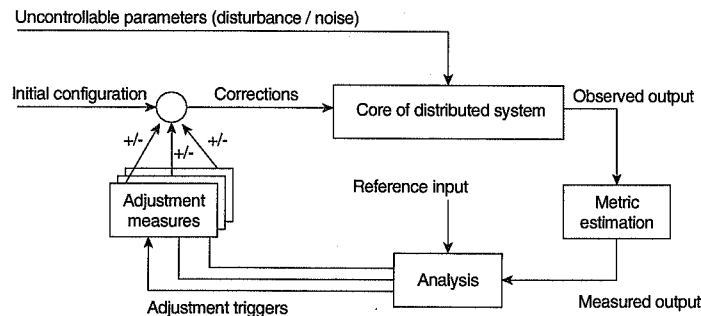 Uncontrollable parameters (disturbance / noise)
Initial configuration
Corrections
Core of distributed system
Observed output
+/-
+/-
+/-
Reference input
Adjustment
measures
Metric
estimation
Analysis
Adjustment triggers
Measured output